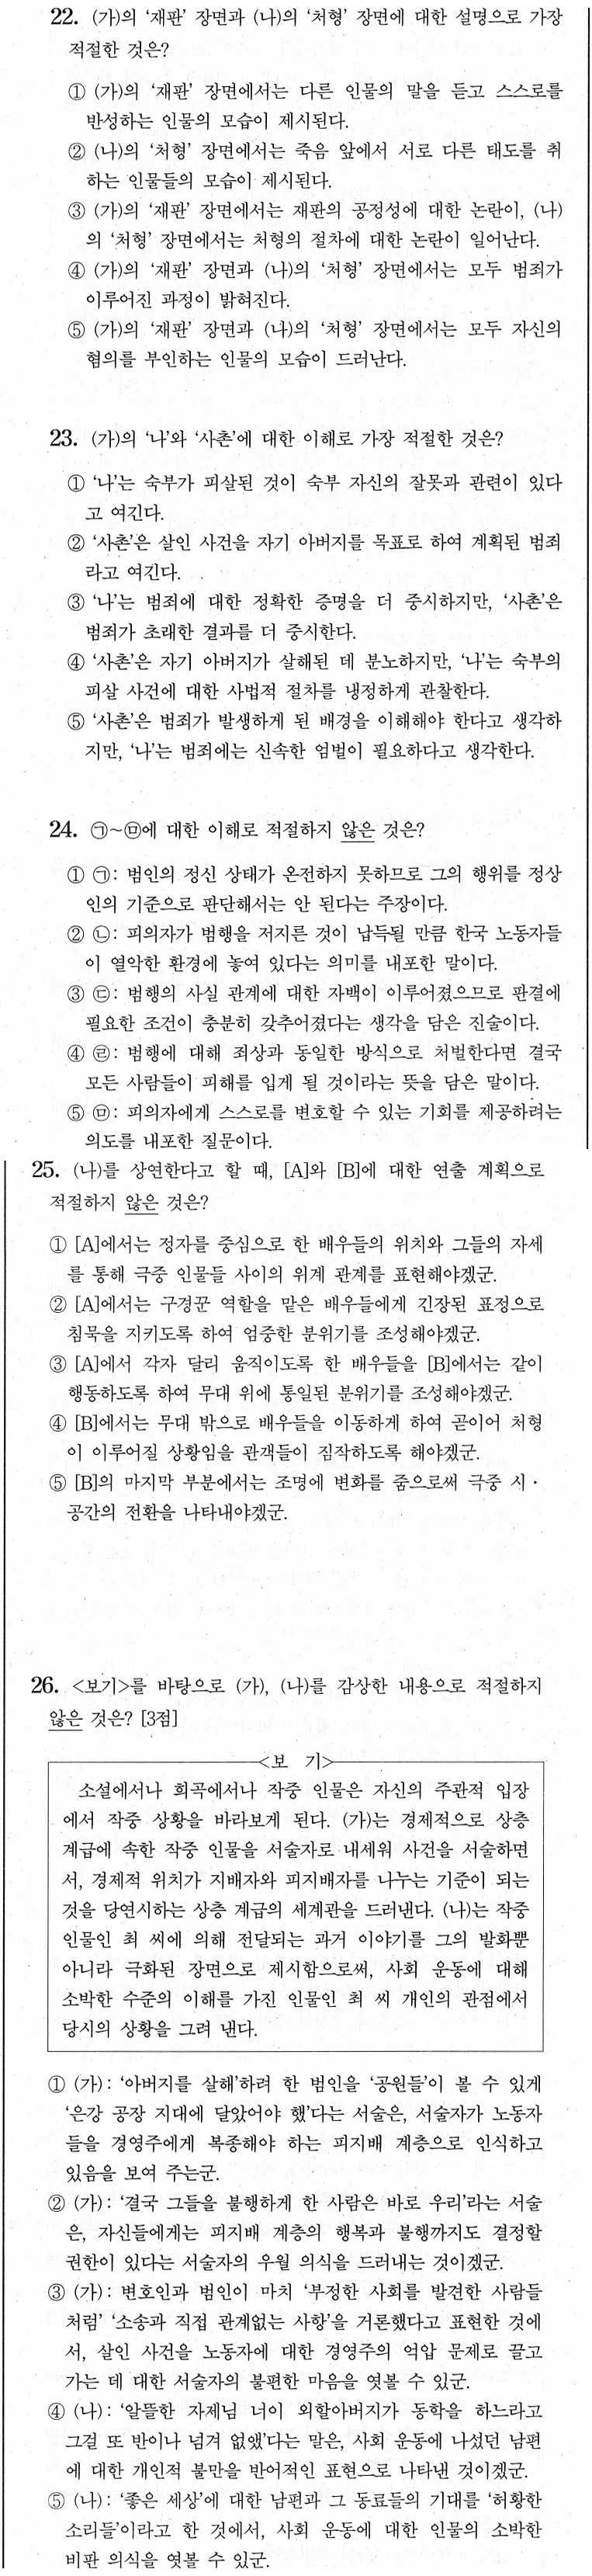 22. (가)의 '재판' 장면과 (나)의 '처형' 장면에 대한 설명으로 가장
적절한 것은?
① (가)의 '재판' 장면에서는 다른 인물의 말을 듣고 스스로를
반성하는 인물의 모습이 제시된다.
② (나)의 '처형' 장면에서는 죽음 앞에서 서로 다른 태도를 취
하는 인물들의 모습이 제시된다.
③ (가)의 '재판' 장면에서는 재판의 공정성에 대한 논란이, (나)
의 '처형' 장면에서는 처형의 절차에 대한 논란이 일어난다.
④ (가)의 '재판' 장면과 (나)의 '처형' 장면에서는 모두 범죄가
이루어진 과정이 밝혀진다.
⑤ (가)의 '재판' 장면과 (나)의 '처형' 장면에서는 모두 자신의
혐의를 부인하는 인물의 모습이 드러난다.
23. (가)의 '나'와 '사촌'에 대한 이해로 가장 적절한 것은?
① '나'는 숙부가 피살된 것이 숙부 자신의 잘못과 관련이 있다
고 여긴다.
② '사촌'은 살인 사건을 자기 아버지를 목표로 하여 계획된 범죄
라고 여긴다.
③ '나'는 범죄에 대한 정확한 증명을 더 중시하지만, '사촌'은
범죄가 초래한 결과를 더 중시한다.
④ '사촌'은 자기 아버지가 살해된 데 분노하지만, '나'는 숙부의
피살 사건에 대한 사법적 절차를 냉정하게 관찰한다.
⑤ '사촌'은 범죄가 발생하게 된 배경을 이해해야 한다고 생각하
지만, '나'는 범죄에는 신속한 엄벌이 필요하다고 생각한다.
24. ㉠~㉤에 대한 이해로 적절하지 않은 것은?
① ㉠: 범인의 정신 상태가 온전하지 못하므로 그의 행위를 정상
인의 기준으로 판단해서는 안 된다는 주장이다.
② ㉡: 피의자가 범행을 저지른 것이 납득될 만큼 한국 노동자들
이 열악한 환경에 놓여 있다는 의미를 내포한 말이다.
③ ㉢: 범행의 사실 관계에 대한 자백이 이루어졌으므로 판결에
필요한 조건이 충분히 갖추어졌다는 생각을 담은 진술이다.
④ ㉣: 범행에 대해 죄상과 동일한 방식으로 처벌한다면 결국
모든 사람들이 피해를 입게 될 것이라는 뜻을 담은 말이다.
⑤ ㉤: 피의자에게 스스로를 변호할 수 있는 기회를 제공하려는
의도를 내포한 질문이다.
25. (나)를 상연한다고 할 때, [A]와 [B]에 대한 연출 계획으로
적절하지 않은 것은?
① [A]에서는 정자를 중심으로 한 배우들의 위치와 그들의 자세
를 통해 극중 인물들 사이의 위계 관계를 표현해야겠군.
② [A]에서는 구경꾼 역할을 맡은 배우들에게 긴장된 표정으로
침묵을 지키도록 하여 엄중한 분위기를 조성해야겠군.
③ [A]에서 각자 달리 움직이도록 한 배우들을 [B]에서는 같이
행동하도록 하여 무대 위에 통일된 분위기를 조성해야겠군.
④ [B]에서는 무대 밖으로 배우들을 이동하게 하여 곧이어 처형
이 이루어질 상황임을 관객들이 짐작하도록 해야겠군.
⑤ [B]의 마지막 부분에서는 조명에 변화를 줌으로써 극중 시·
공간의 전환을 나타내야겠군.
26. <보기>를 바탕으로 (가), (나)를 감상한 내용으로 적절하지
않은 것은? [3점]
<보 기>
소설에서나 희곡에서나 작중 인물은 자신의 주관적 입장
에서 작중 상황을 바라보게 된다. (가)는 경제적으로 상층
계급에 속한 작중 인물을 서술자로 내세워 사건을 서술하면
서, 경제적 위치가 지배자와 피지배자를 나누는 기준이 되는
것을 당연시하는 상층 계급의 세계관을 드러낸다. (나)는 작중
인물인 최 씨에 의해 전달되는 과거 이야기를 그의 발화뿐
아니라 극화된 장면으로 제시함으로써, 사회 운동에 대해
소박한 수준의 이해를 가진 인물인 최 씨 개인의 관점에서
당시의 상황을 그려 낸다.
① (가): '아버지를 살해'하려 한 범인을 '공원들'이 볼 수 있게
'은강 공장 지대에 달았어야 했'다는 서술은, 서술자가 노동자
들을 경영주에게 복종해야 하는 피지배 계층으로 인식하고
있음을 보여 주는군.
② (가): '결국 그들을 불행하게 한 사람은 바로 우리'라는 서술
은, 자신들에게는 피지배 계층의 행복과 불행까지도 결정할
권한이 있다는 서술자의 우월 의식을 드러내는 것이겠군.
③ (가): 변호인과 범인이 마치 '부정한 사회를 발견한 사람들
처럼' '소송과 직접 관계없는 사항'을 거론했다고 표현한 것에
서, 살인 사건을 노동자에 대한 경영주의 억압 문제로 끌고
가는 데 대한 서술자의 불편한 마음을 엿볼 수 있군.
④ (나): '알뜰한 자제님 너이 외할아버지가 동학을 하느라고
그걸 또 반이나 넘겨 없앴'다는 말은, 사회 운동에 나섰던 남편
에 대한 개인적 불만을 반어적인 표현으로 나타낸 것이겠군.
⑤ (나): '좋은 세상'에 대한 남편과 그 동료들의 기대를 '허황한
소리들'이라고 한 것에서, 사회 운동에 대한 인물의 소박한
비판 의식을 엿볼 수 있군.